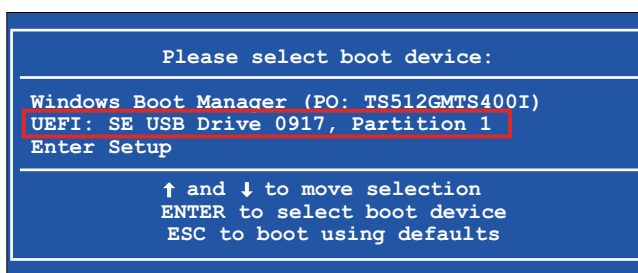 Please select boot device:
Windows Boot Manager (PO: TS512GMTS400I)
UEFI: SE USB Drive 0917, Partition 1
Enter Setup
↑ and ↓ to move selection
ENTER to select boot device
ESC to boot using defaults